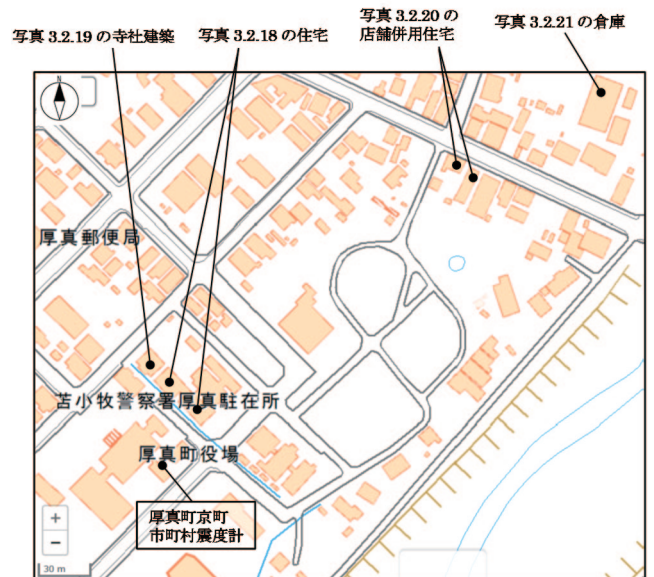 写真 3.2.19 の寺社建築
写真 3.2.18 の住宅
写真 3.2.20 の
店舗併用住宅
写真 3.2.21 の倉庫
N
厚真郵便局
苫小牧警察署厚真駐在所
厚真町役場
厚真町京町
市町村震度計
+
−
30 m